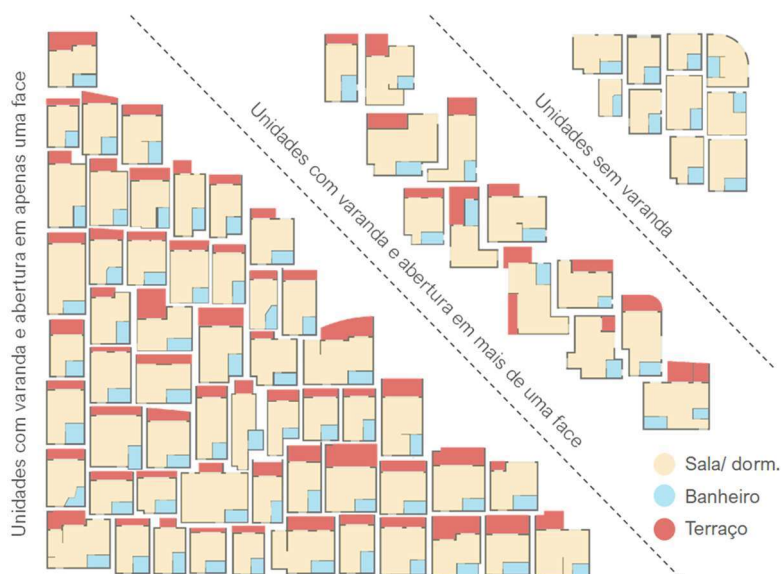 Unidades com varanda e abertura em apenas uma face
Unidades com varanda e abertura em mais de uma face
Unidades sem varanda
Sala/ dorm.
Banheiro
Terraço